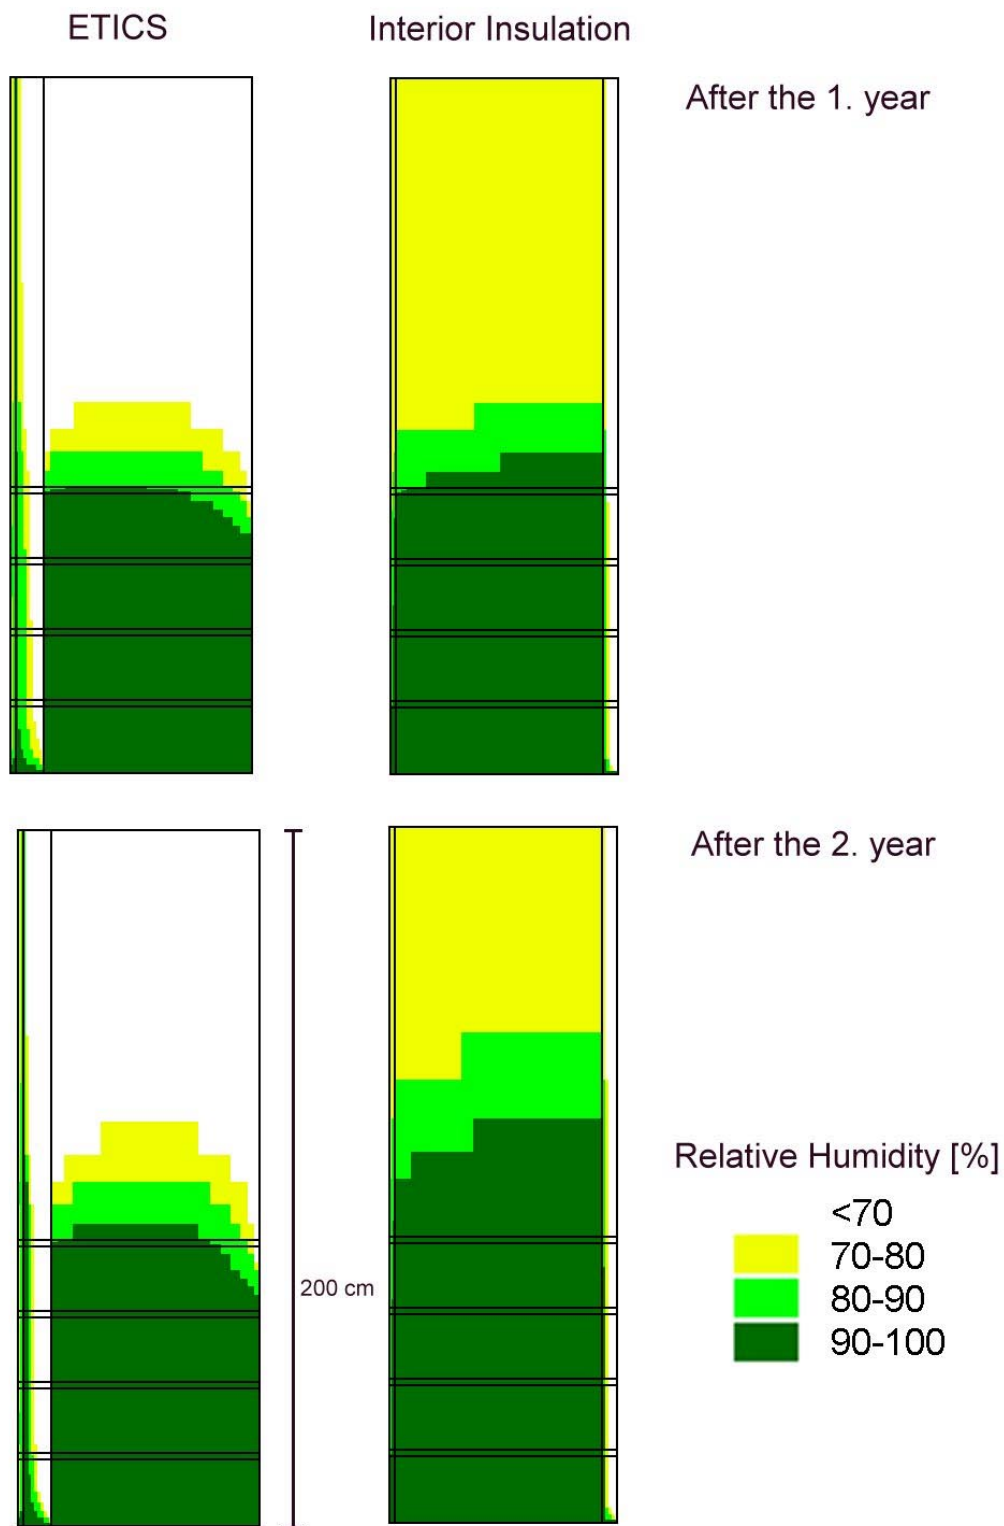 ETICS
Interior Insulation
After the 1. year
After the 2. year
200 cm
Relative Humidity [%]
<70
70-80
80-90
90-100